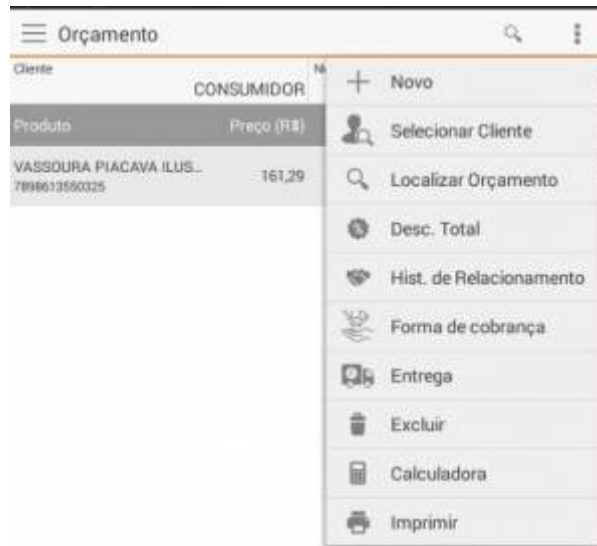 Orçamento
Cliente
CONSUMIDOR
Produto Preço (R$)
VASSOURA PIACAVA ILUS... 161,29
7898613550325
Novo
Selecionar Cliente
Localizar Orçamento
Desc. Total
Hist. de Relacionamento
Forma de cobrança
Entrega
Excluir
Calculadora
Imprimir